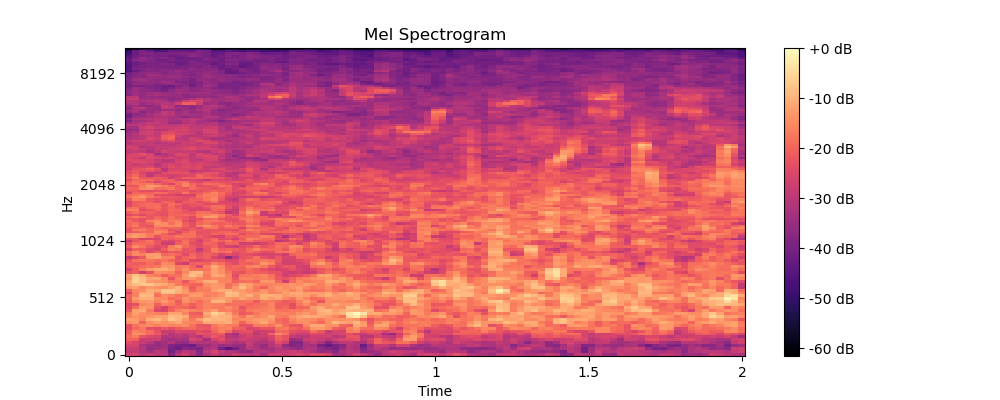 Mel Spectrogram
8192
4096
2048
1024
512
0
Hz
0
0.5
1
1.5
2
Time
+0 dB
-10 dB
-20 dB
-30 dB
-40 dB
-50 dB
-60 dB